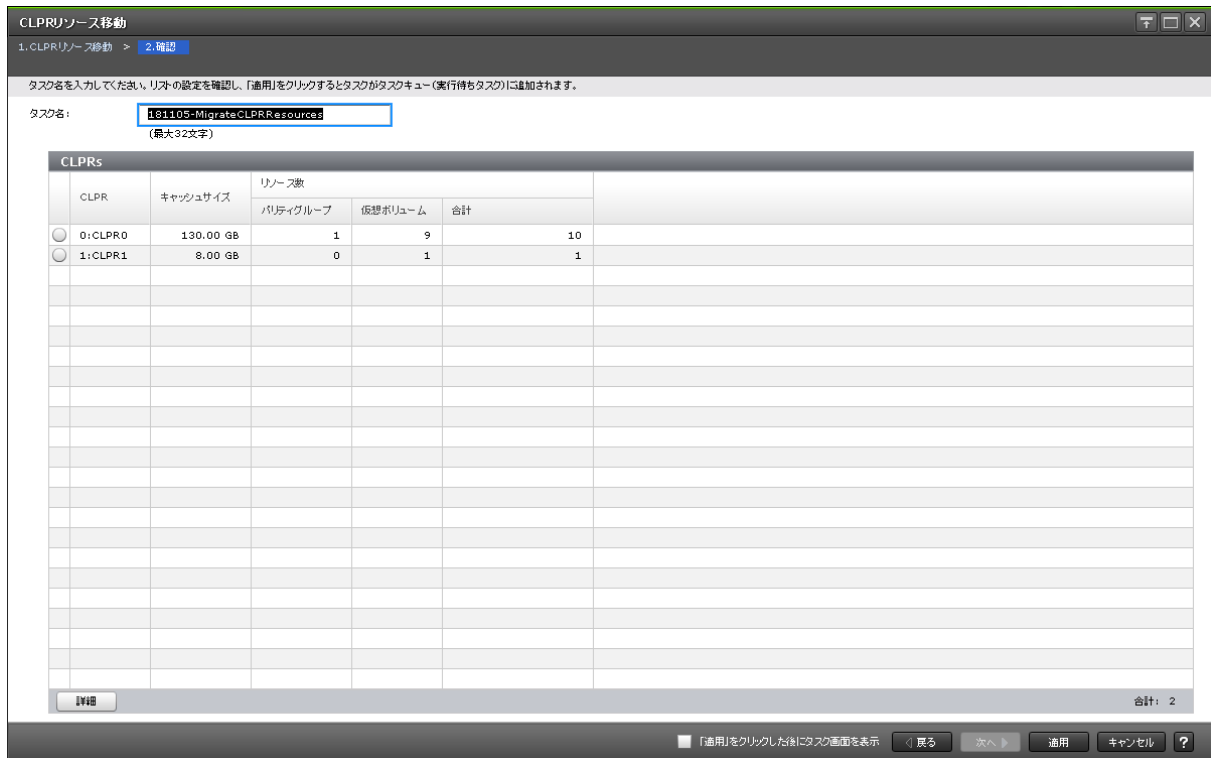 CLPRリソース移動
1.CLPRリソース移動 > 2.確認
タスク名を入力してください。リストの設定を確認し、「適用」をクリックするとタスクがタスクキュー(実行待ちタスク)に追加されます。
タスク名: 181105-MigrateCLPRResources
(最大32文字)
CLPRs
CLPR キャッシュサイズ リソース数
パリティグループ 仮想ボリューム 合計
0:CLPR0 130.00 GB 1 9 10
1:CLPR1 8.00 GB 0 1 1
詳細 合計: 2
「適用」をクリックした後にタスク画面を表示 戻る 次へ 適用 キャンセル ?